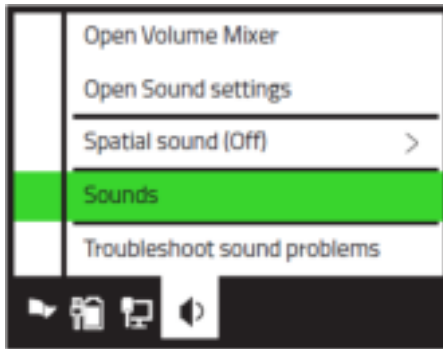 Open Volume Mixer
Open Sound settings
Spatial sound (Off)
Sounds
Troubleshoot sound problems